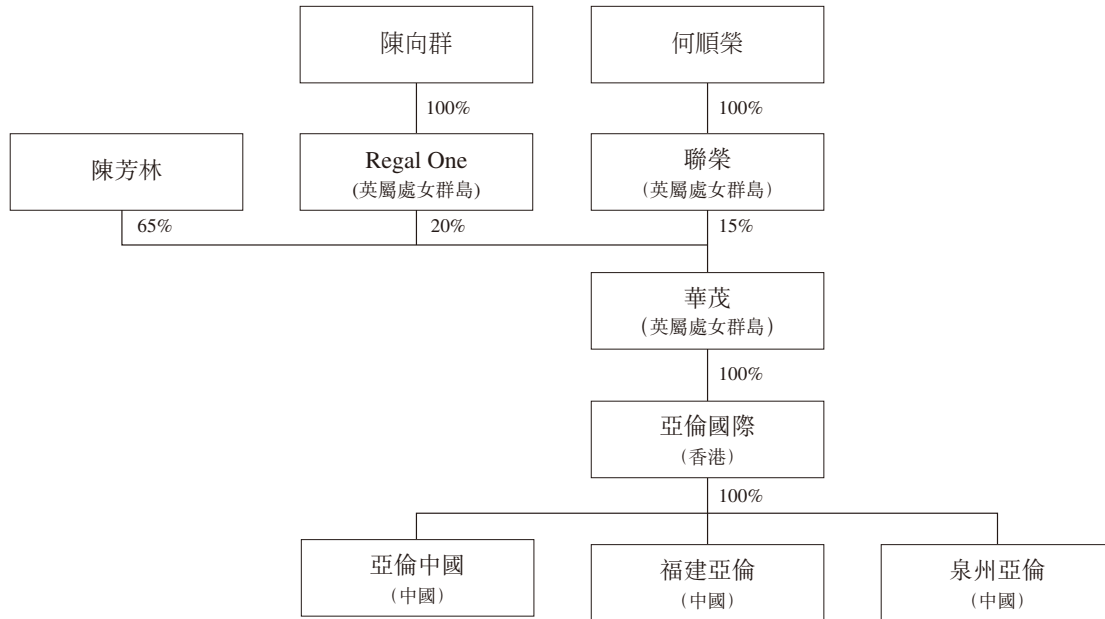 陳向群
何順榮
100%
100%
陳芳林
Regal One
(英屬處女群島)
聯榮
(英屬處女群島)
65%
20%
15%
華茂
(英屬處女群島)
100%
亞倫國際
(香港)
100%
亞倫中國
(中國)
福建亞倫
(中國)
泉州亞倫
(中國)